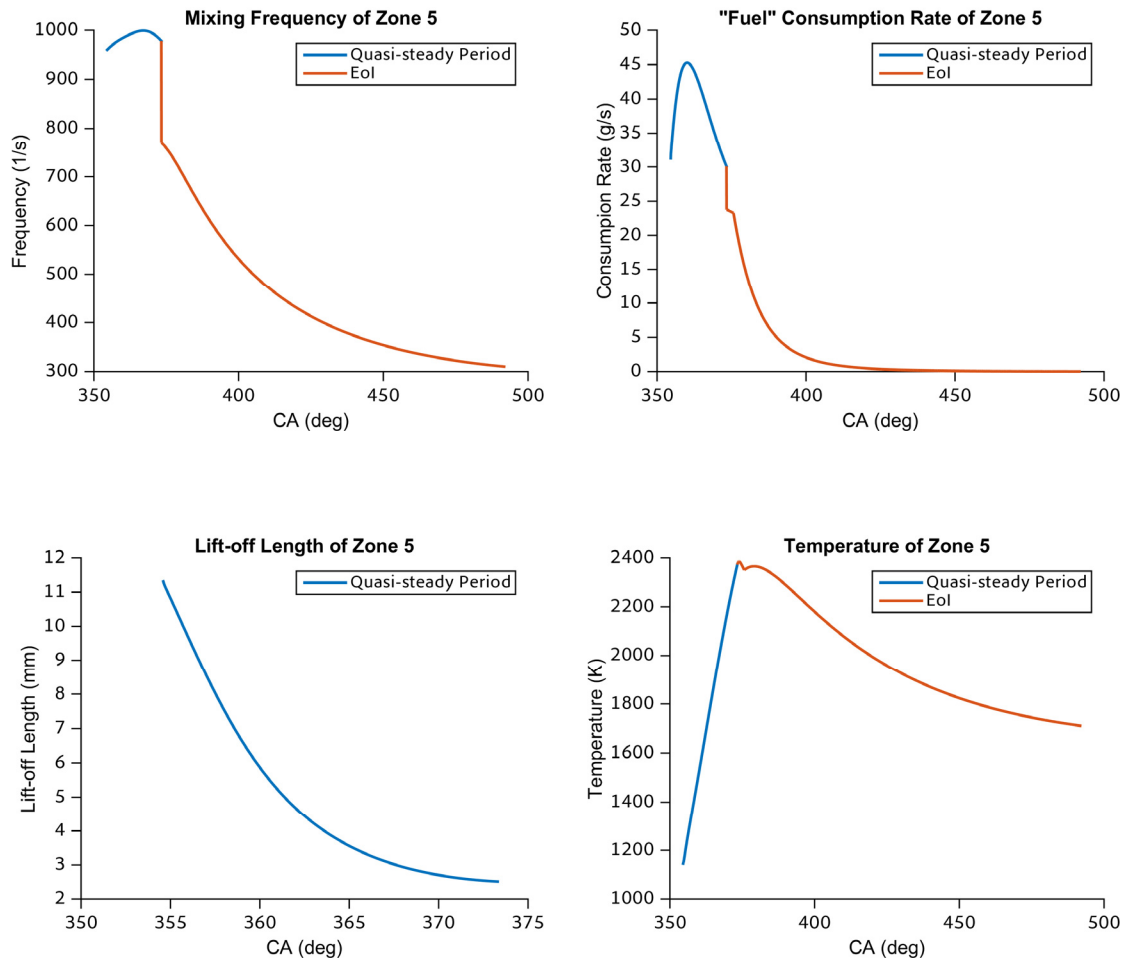 Mixing Frequency of Zone 5
1000
900
800
700
600
500
400
300
350
400
450
500
Frequency (1/s)
CA (deg)
Quasi-steady Period
EoI
"Fuel" Consumption Rate of Zone 5
50
45
40
35
30
25
20
15
10
5
0
350
400
450
500
Consumpion Rate (g/s)
CA (deg)
Quasi-steady Period
EoI
Lift-off Length of Zone 5
12
11
10
9
8
7
6
5
4
3
2
350
355
360
365
370
375
Lift-off Length (mm)
CA (deg)
Quasi-steady Period
Temperature of Zone 5
2400
2200
2000
1800
1600
1400
1200
1000
350
400
450
500
Temperature (K)
CA (deg)
Quasi-steady Period
EoI